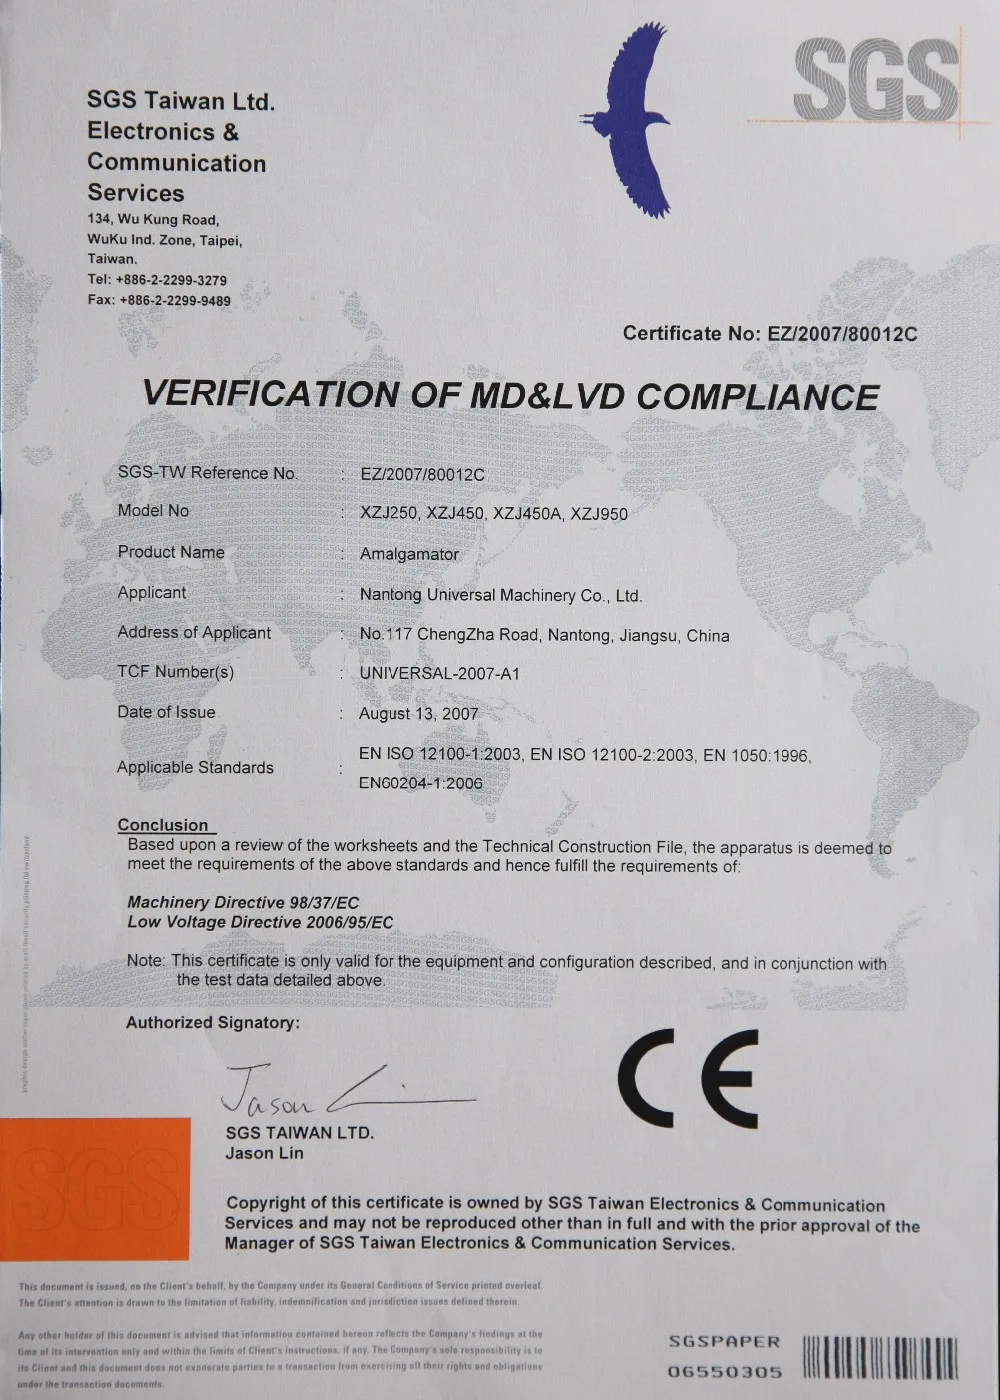 SGS Taiwan Ltd.
Electronics &
Communication
Services
134, Wu Kung Road,
WuKu Ind. Zone, Taipei,
Taiwan.
Tel: +886-2-2299-3279
Fax: +886-2-2299-9489
SGS
Certificate No: EZ/2007/80012C
VERIFICATION OF MD&LVD COMPLIANCE
SGS-TW Reference No. : EZ/2007/80012C
Model No : XZJ250, XZJ450, XZJ450A, XZJ950
Product Name : Amalgamator
Applicant : Nantong Universal Machinery Co., Ltd.
Address of Applicant : No.117 ChengZha Road, Nantong, Jiangsu, China
TCF Number(s) : UNIVERSAL-2007-A1
Date of Issue : August 13, 2007
Applicable Standards : EN ISO 12100-1:2003, EN ISO 12100-2:2003, EN 1050:1996,
EN60204-1:2006
Conclusion
Based upon a review of the worksheets and the Technical Construction File, the apparatus is deemed to
meet the requirements of the above standards and hence fulfill the requirements of:
Machinery Directive 98/37/EC
Low Voltage Directive 2006/95/EC
Note: This certificate is only valid for the equipment and configuration described, and in conjunction with
the test data detailed above.
Authorized Signatory:
Jason Lin
CE
SGS TAIWAN LTD.
Jason Lin
SGS
Copyright of this certificate is owned by SGS Taiwan Electronics & Communication
Services and may not be reproduced other than in full and with the prior approval of the
Manager of SGS Taiwan Electronics & Communication Services.
This document is issued, on the Client's behalf, by the Company under its General Conditions of Service printed overleaf.
The Client's attention is drawn to the limitation of liability, indemnification and jurisdiction issues defined therein.
Any other holder of this document is advised that information contained hereon reflects the Company's findings at the
time of its intervention only and within the limits of Client's instructions, if any. The Company's sole responsibility is to
its Client and this document does not exonerate parties to a transaction from exercising all their rights and obligations
under the transaction documents.
SGSPAPER
06550305